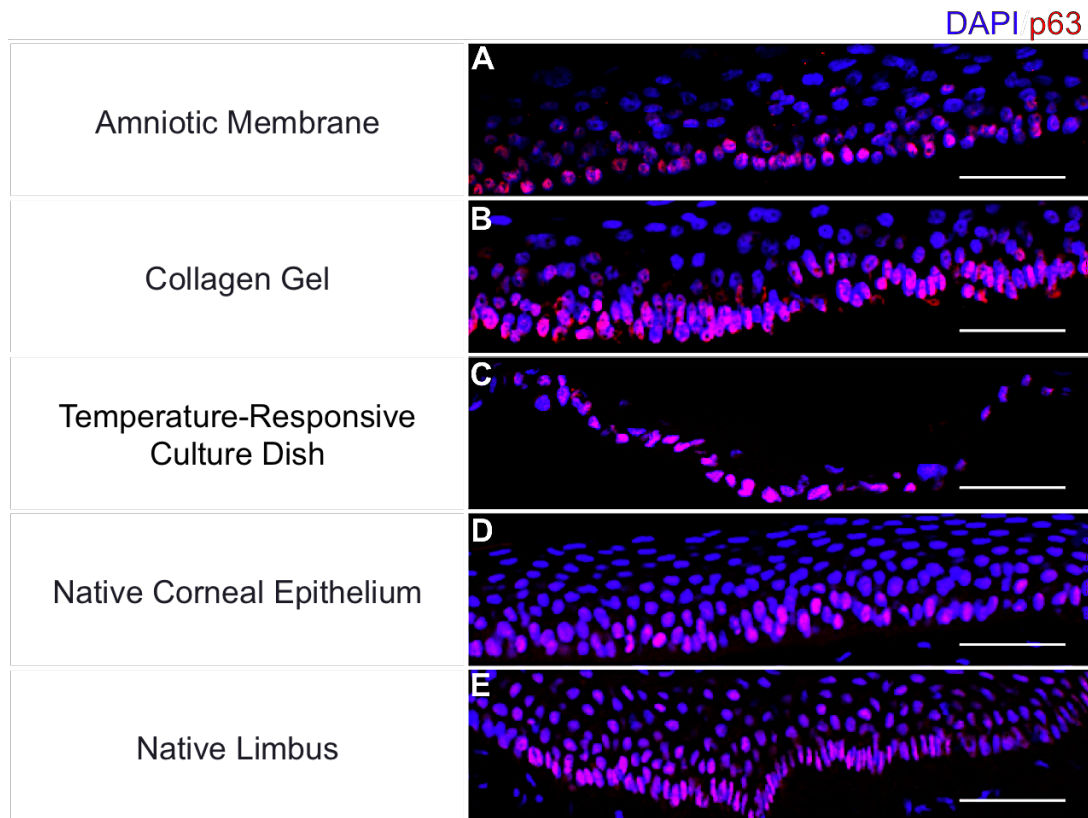 DAPI/p63
Amniotic Membrane
A
Collagen Gel
B
Temperature-Responsive
Culture Dish
C
Native Corneal Epithelium
D
Native Limbus
E